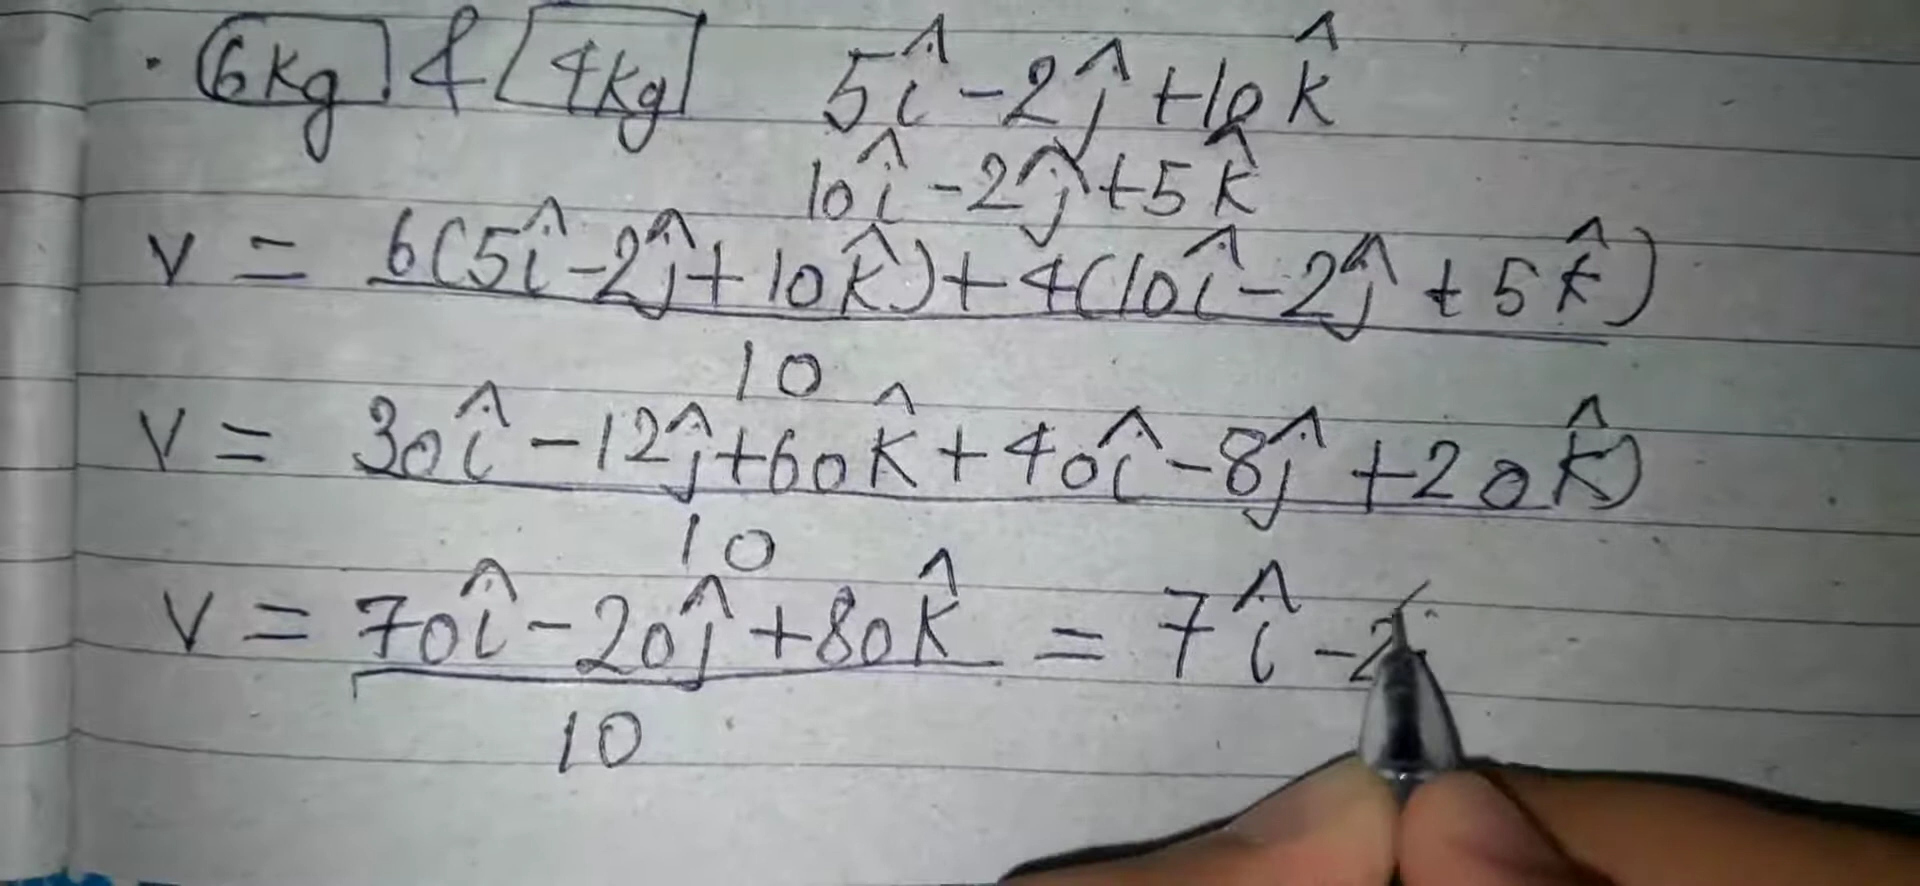 . 6kg & 4kg 5î-2ĵ+10k̂
10î-2ĵ+5k̂
v = 6(5î-2ĵ+10k̂)+4(10î-2ĵ+5k̂)
10
v = 30î-12ĵ+60k̂+40î-8ĵ+20k̂)
10
v = 70î-20ĵ+80k̂ = 7î-2
10